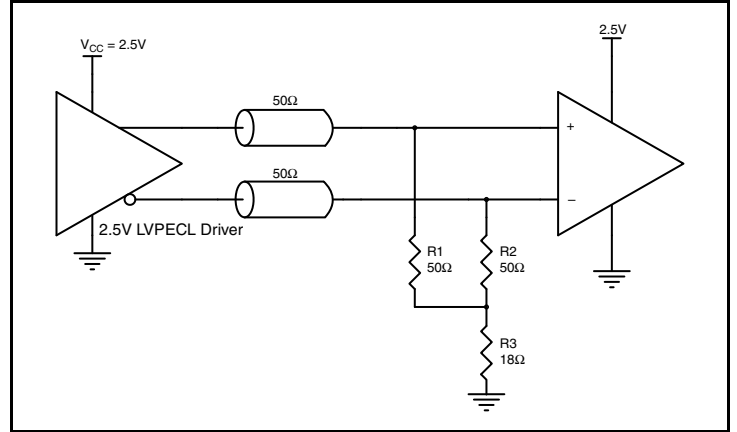 V_CC = 2.5V
2.5V
50Ω
+
50Ω
−
2.5V LVPECL Driver
R1
50Ω
R2
50Ω
R3
18Ω